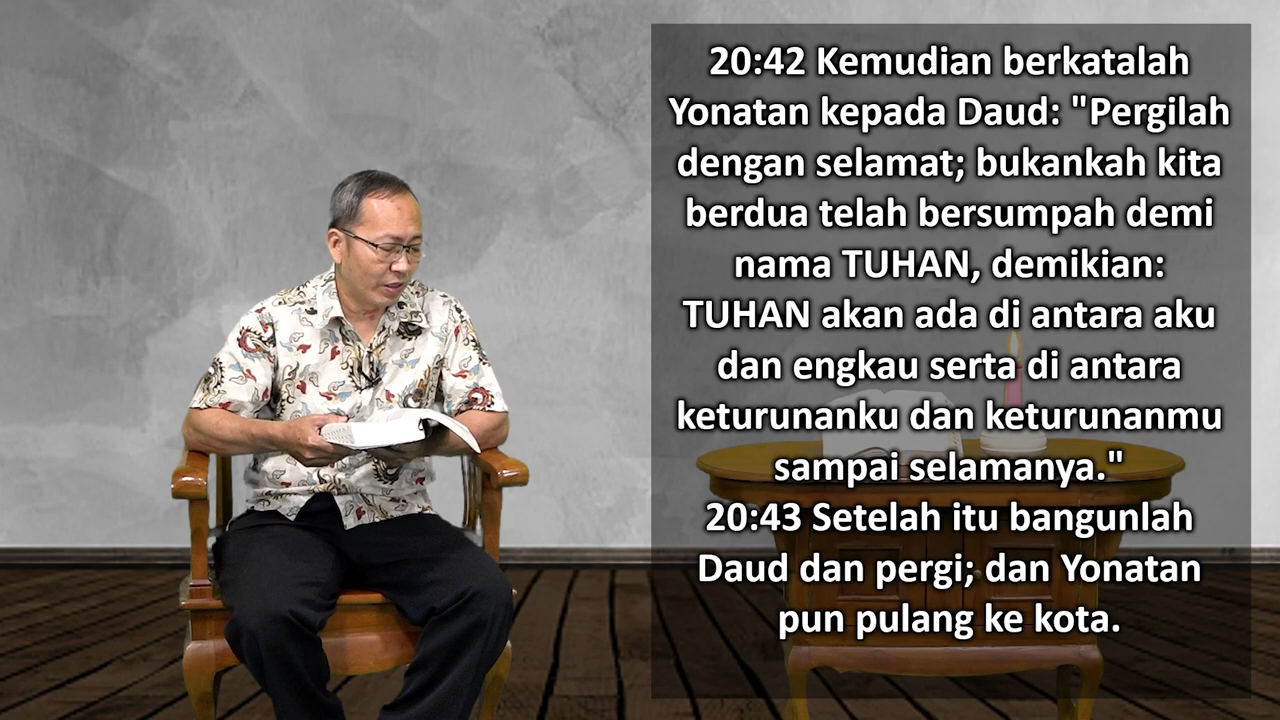 20:42 Kemudian berkatalah
Yonatan kepada Daud: "Pergilah
dengan selamat; bukankah kita
berdua telah bersumpah demi
nama TUHAN, demikian:
TUHAN akan ada di antara aku
dan engkau serta di antara
keturunanku dan keturunanmu
sampai selamanya."
20:43 Setelah itu bangunlah
Daud dan pergi; dan Yonatan
pun pulang ke kota.